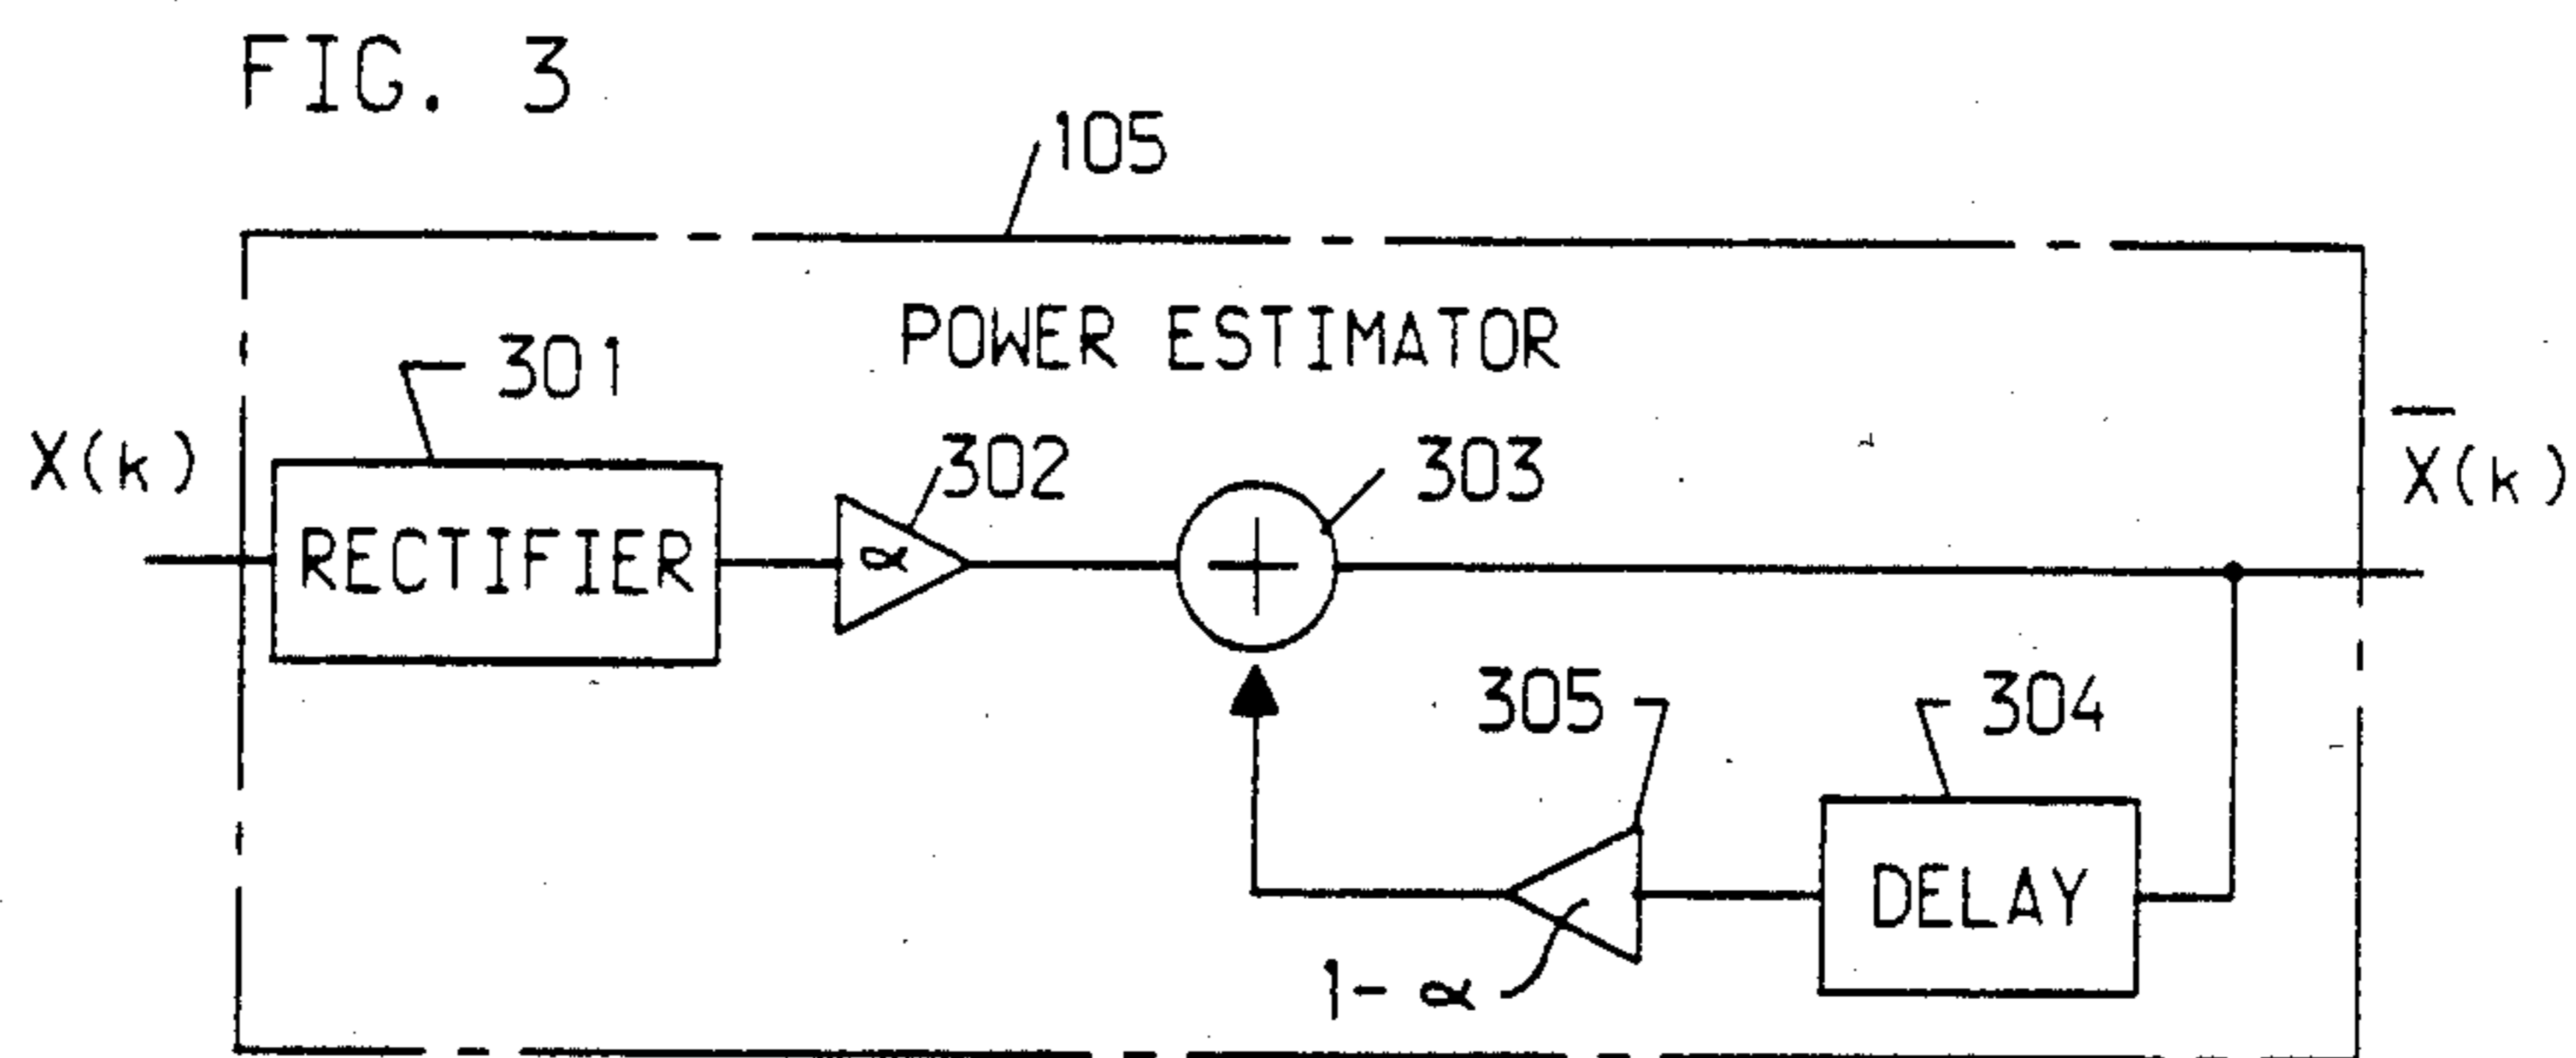 FIG. 3
105
POWER ESTIMATOR
301
X(k)
302
303
X̄(k)
RECTIFIER
α
+
305
304
DELAY
1-α